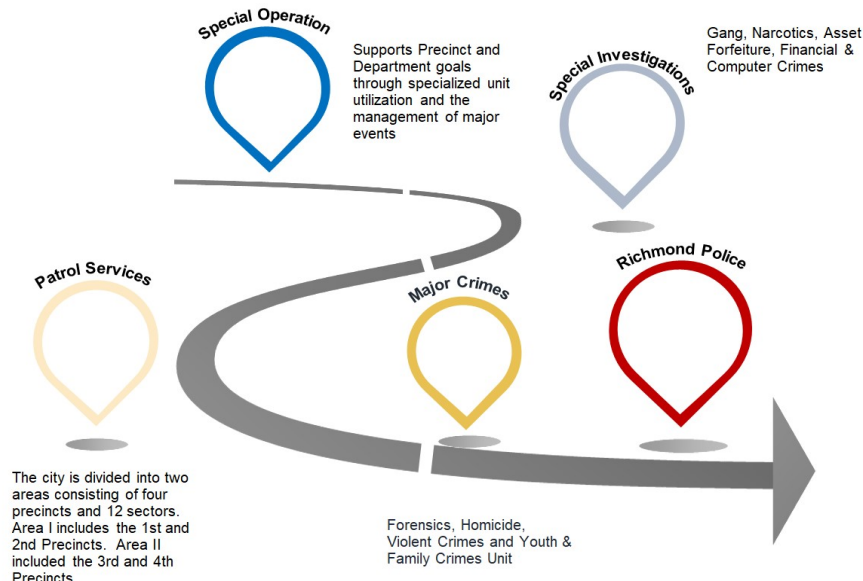 Special Operation
Supports Precinct and
Department goals
through specialized unit
utilization and the
management of major
events
Special Investigations
Gang, Narcotics, Asset
Forfeiture, Financial &
Computer Crimes
Patrol Services
The city is divided into two
areas consisting of four
precincts and 12 sectors.
Area I includes the 1st and
2nd Precincts.  Area II
included the 3rd and 4th
Precincts
Major Crimes
Forensics, Homicide,
Violent Crimes and Youth &
Family Crimes Unit
Richmond Police